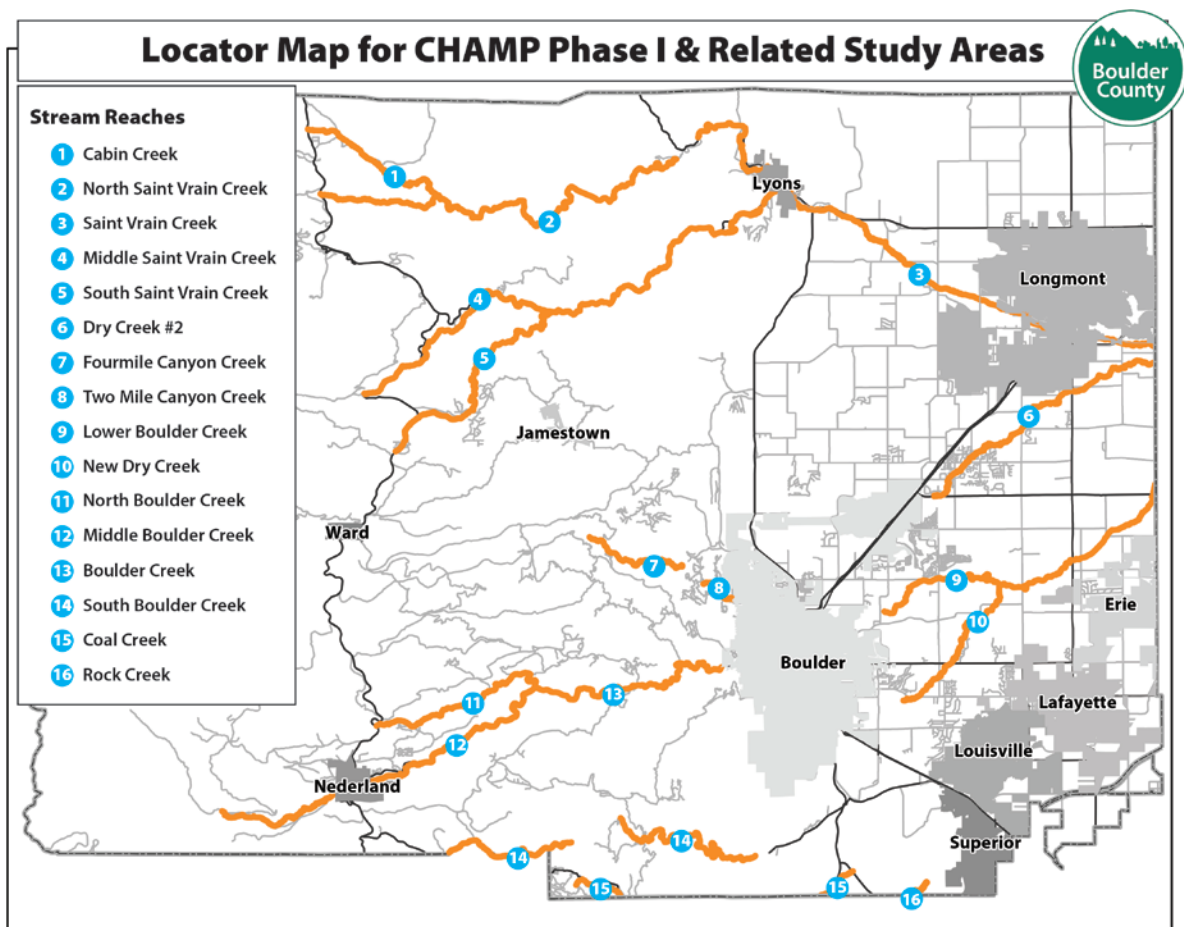 Locator Map for CHAMP Phase I & Related Study Areas
Boulder
County
Stream Reaches
1 Cabin Creek
2 North Saint Vrain Creek
3 Saint Vrain Creek
4 Middle Saint Vrain Creek
5 South Saint Vrain Creek
6 Dry Creek #2
7 Fourmile Canyon Creek
8 Two Mile Canyon Creek
9 Lower Boulder Creek
10 New Dry Creek
11 North Boulder Creek
12 Middle Boulder Creek
13 Boulder Creek
14 South Boulder Creek
15 Coal Creek
16 Rock Creek
1
Lyons
2
3
Longmont
4
5
6
Jamestown
Ward
7
8
9
Erie
10
Boulder
13
11
Lafayette
12
Louisville
Nederland
14
14
Superior
15
15
16